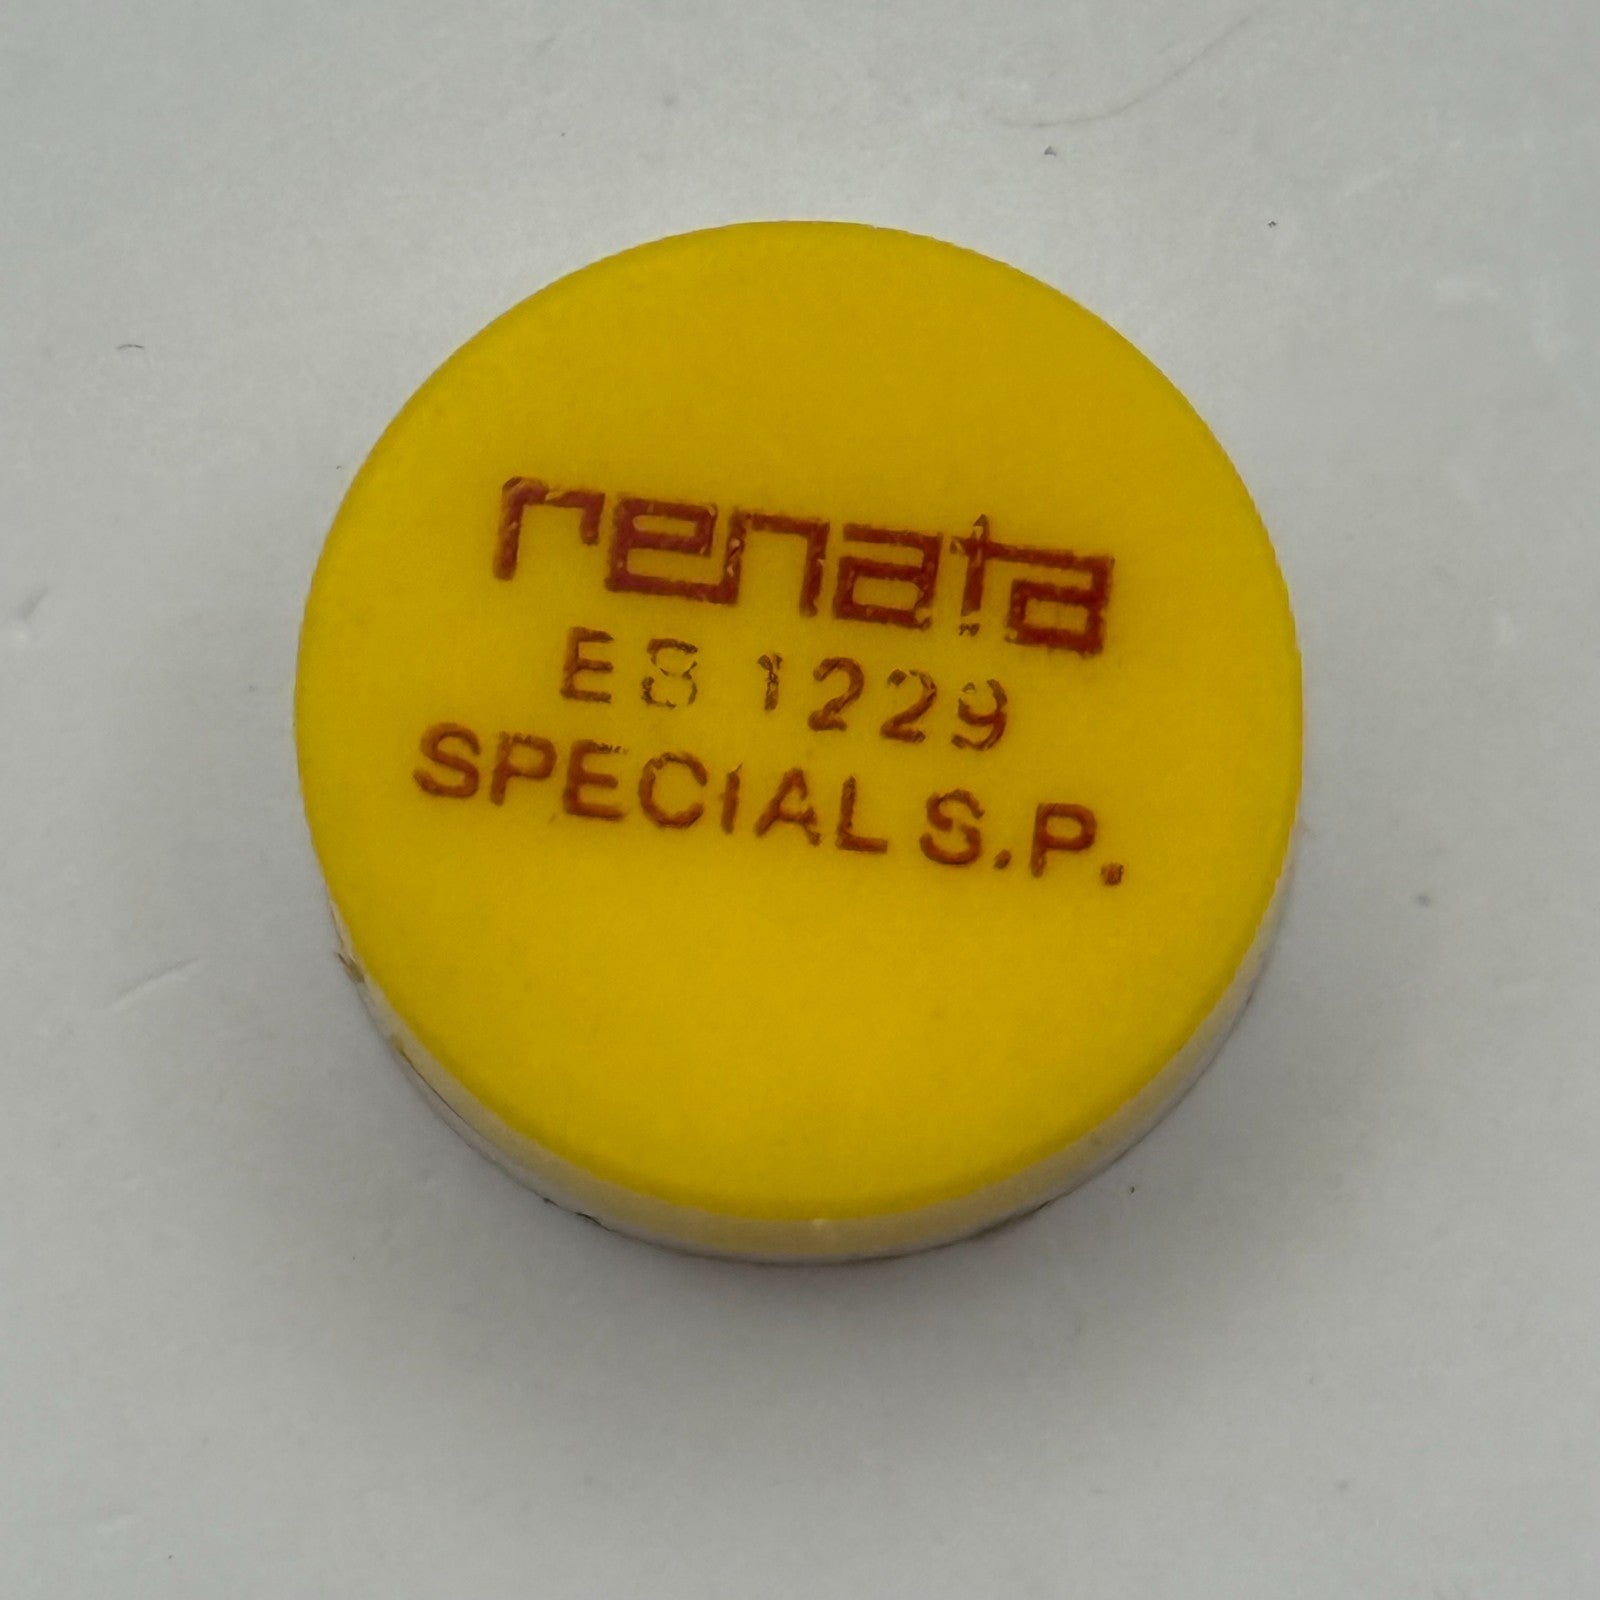 renata
E8 1229
SPECIAL S.P.